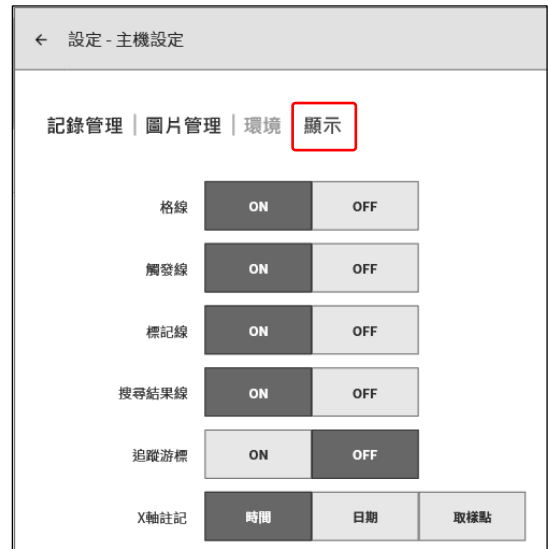 ← 設定 - 主機設定
記錄管理 | 圖片管理 | 環境 顯示
格線 ON OFF
觸發線 ON OFF
標記線 ON OFF
搜尋結果線 ON OFF
追蹤游標 ON OFF
X軸註記 時間 日期 取樣點